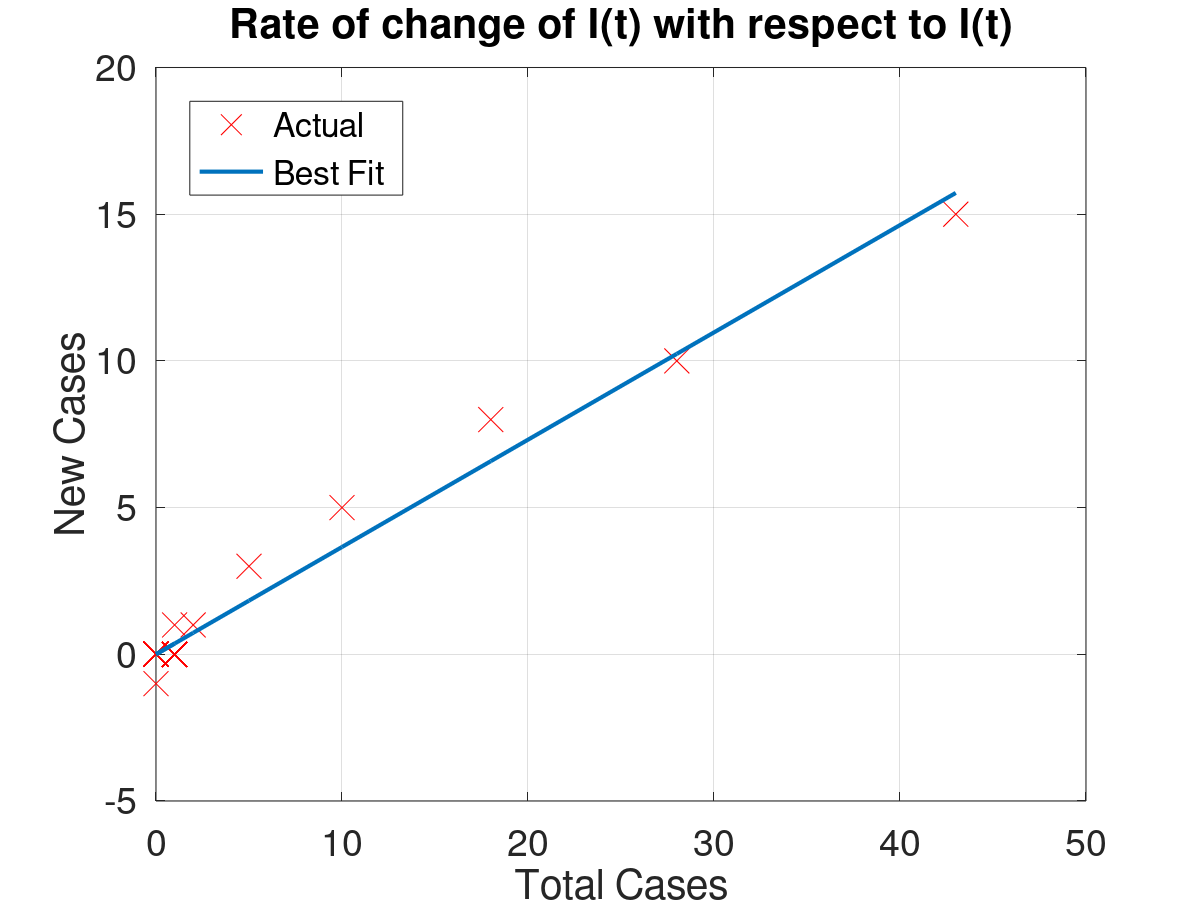 Rate of change of I(t) with respect to I(t)
20
15
10
5
0
-5
Actual
Best Fit
New Cases
0 10 20 30 40 50
Total Cases